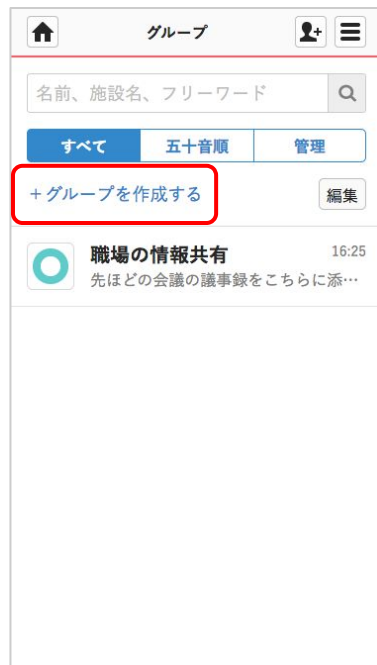 グループ
名前、施設名、フリーワード
すべて 五十音順 管理
+グループを作成する 編集
職場の情報共有 16:25
先ほどの会議の議事録をこちらに添…